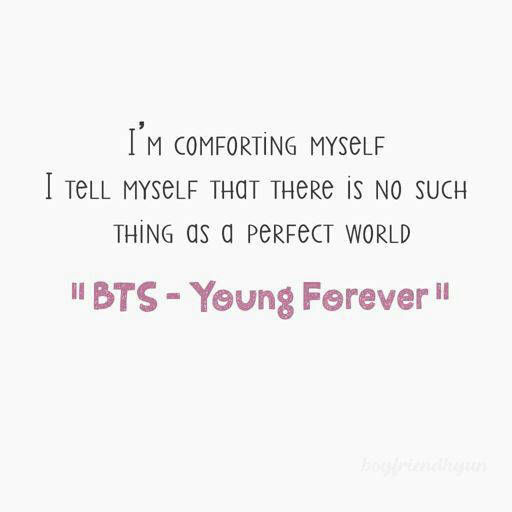 I'm comforting myself
I tell myself that there is no such
thing as a perfect world
"BTS - Young Forever"
boyfriendhyun